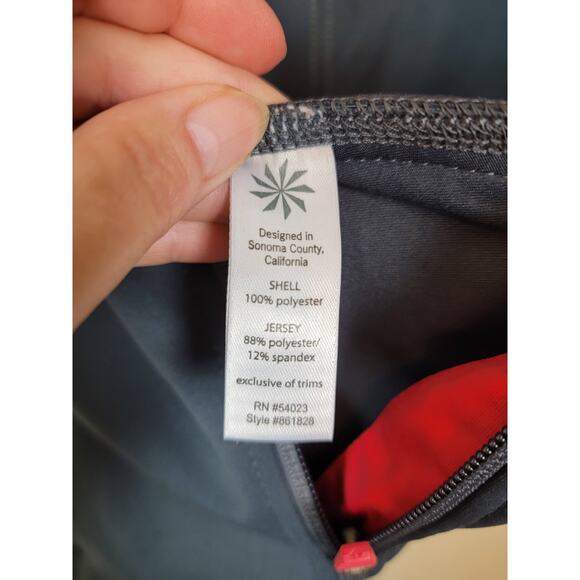 Designed in
Sonoma County,
California
SHELL
100% polyester
JERSEY
88% polyester/
12% spandex
exclusive of trims
RN #54023
Style #861828